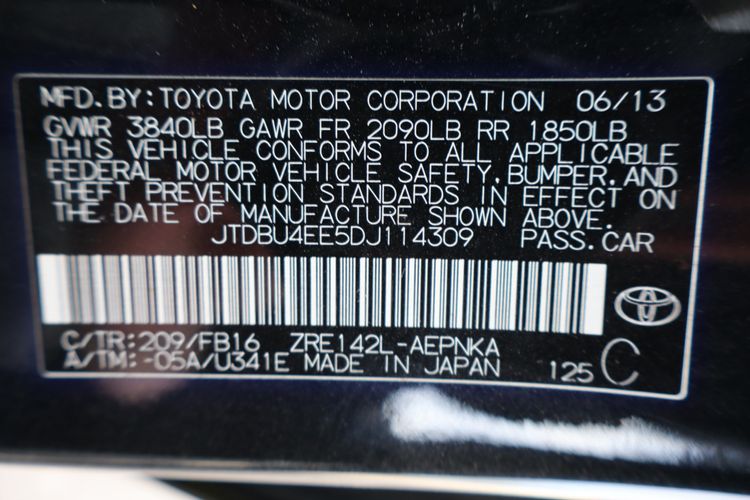 MFD.BY:TOYOTA MOTOR CORPORATION 06/13
GVWR 3840LB GAWR FR 2090LB RR 1850LB
THIS VEHICLE CONFORMS TO ALL APPLICABLE
FEDERAL MOTOR VEHICLE SAFETY,BUMPER,AND
THEFT PREVENTION STANDARDS IN EFFECT ON
THE DATE OF MANUFACTURE SHOWN ABOVE.
JTDBU4EE5DJ114309 PASS.CAR
C/TR:209/FB16 ZRE142L-AEPNKA
A/TM:-05A/U341E MADE IN JAPAN 125 C